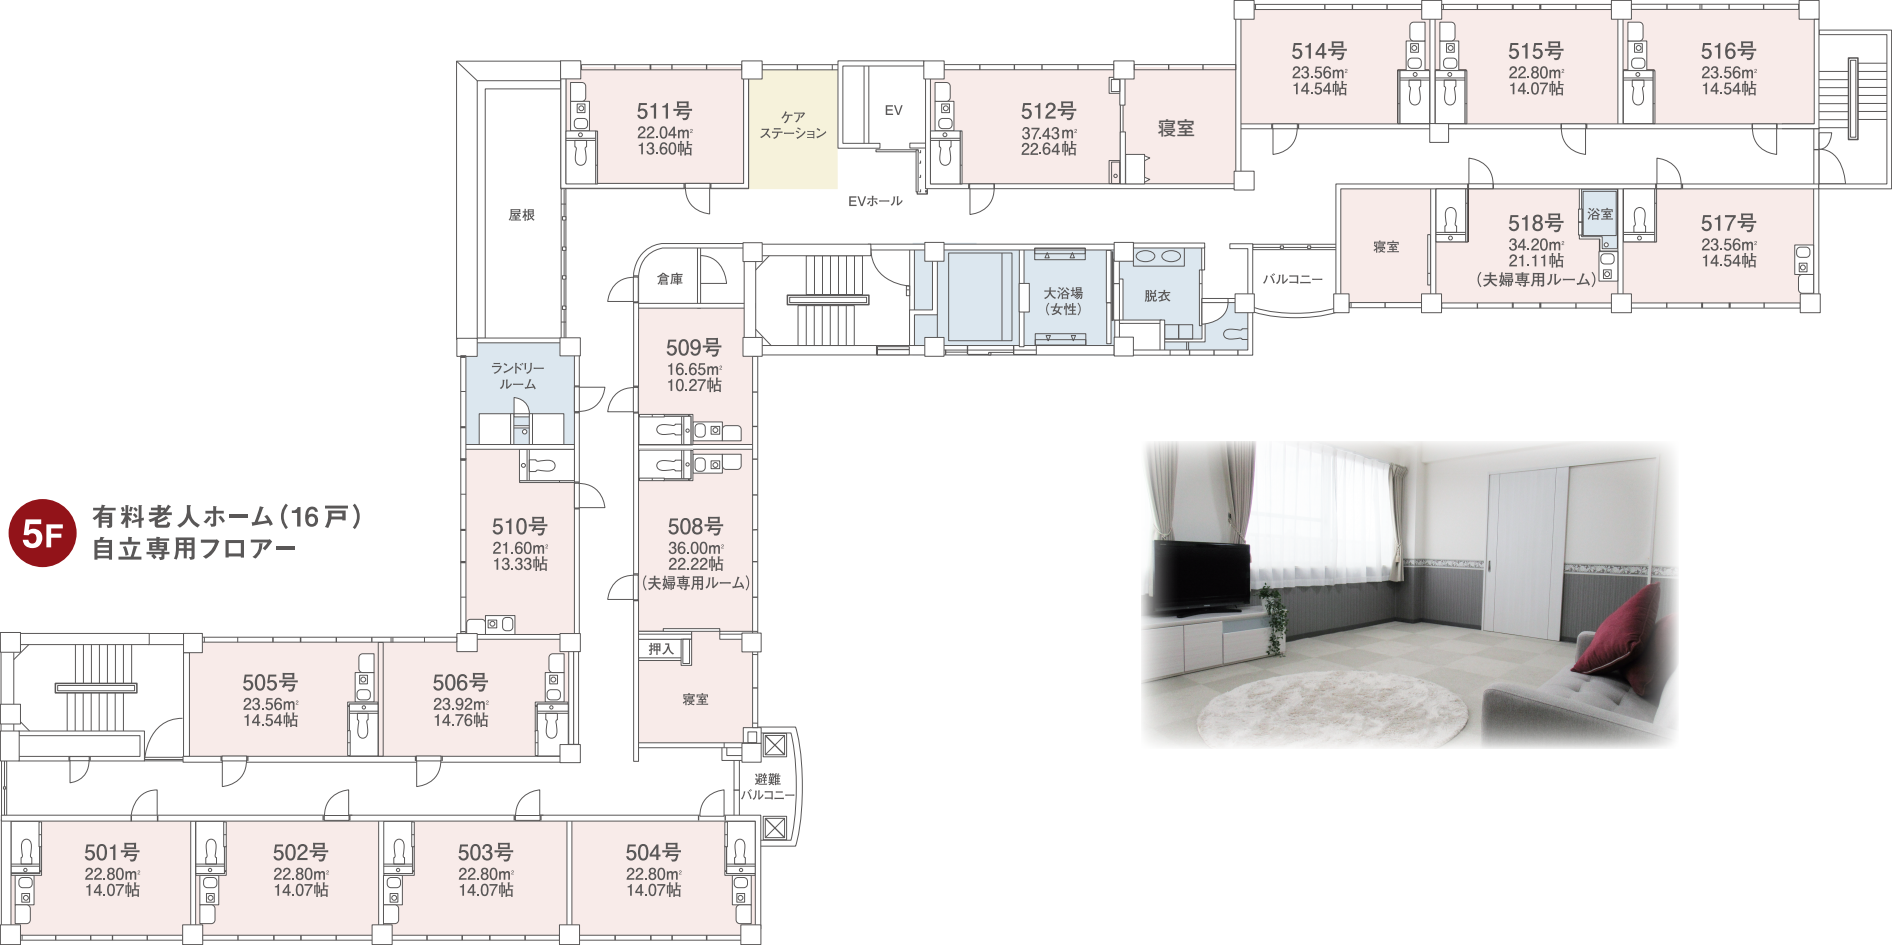 514号
23.56m²
14.54帖
515号
22.80m²
14.07帖
516号
23.56m²
14.54帖
511号
22.04m²
13.60帖
ケア
ステーション
EV
512号
37.43m²
22.64帖
寝室
EVホール
屋根
寝室
518号
34.20m²
21.11帖
（夫婦専用ルーム）
浴室
517号
23.56m²
14.54帖
倉庫
大浴場
（女性）
脱衣
バルコニー
509号
16.65m²
10.27帖
ランドリー
ルーム
5F
有料老人ホーム（16戸）
自立専用フロアー
510号
21.60m²
13.33帖
508号
36.00m²
22.22帖
（夫婦専用ルーム）
押入
寝室
505号
23.56m²
14.54帖
506号
23.92m²
14.76帖
避難
バルコニー
501号
22.80m²
14.07帖
502号
22.80m²
14.07帖
503号
22.80m²
14.07帖
504号
22.80m²
14.07帖